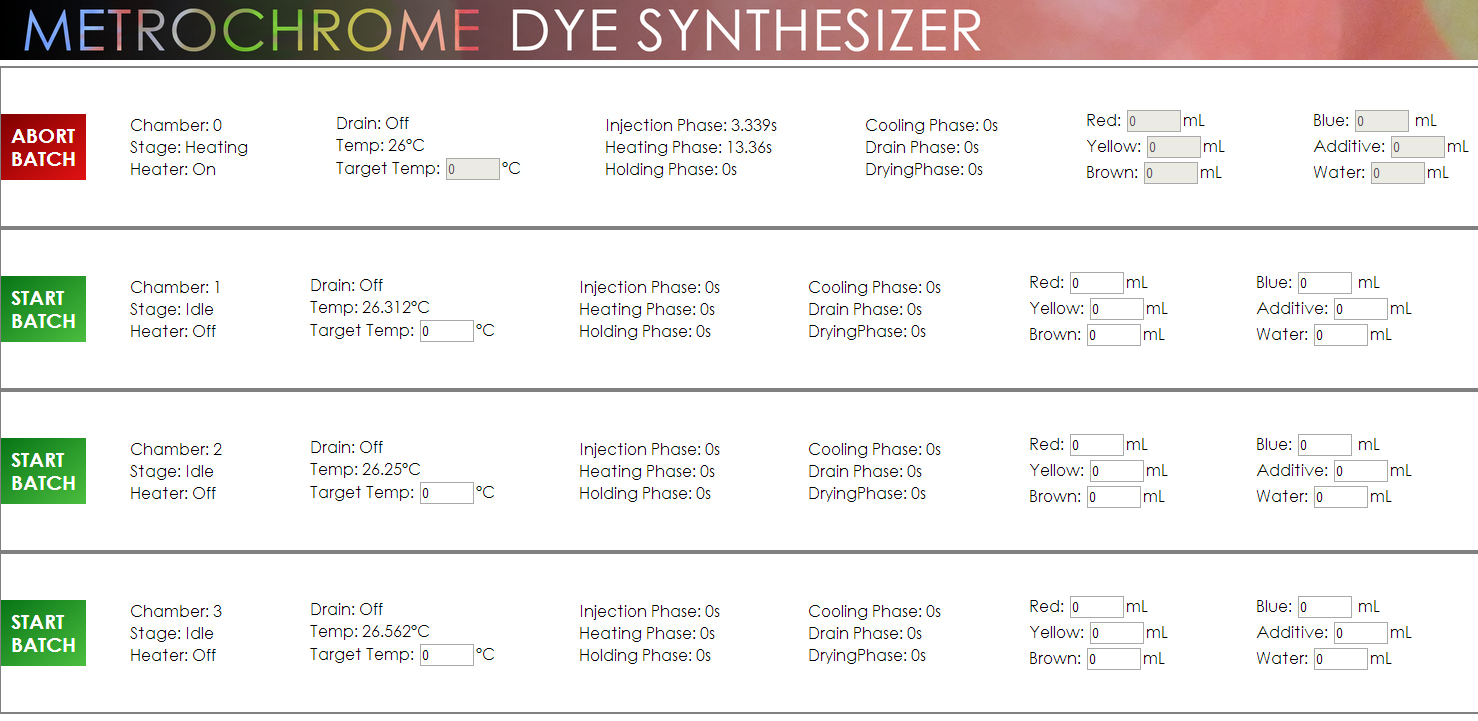 METROCHROME DYE SYNTHESIZER
ABORT
BATCH
Chamber: 0
Stage: Heating
Heater: On
Drain: Off
Temp: 26°C
Target Temp: 0 °C
Injection Phase: 3.339s
Heating Phase: 13.36s
Holding Phase: 0s
Cooling Phase: 0s
Drain Phase: 0s
DryingPhase: 0s
Red: 0 mL
Yellow: 0 mL
Brown: 0 mL
Blue: 0 mL
Additive: 0 mL
Water: 0 mL
START
BATCH
Chamber: 1
Stage: Idle
Heater: Off
Drain: Off
Temp: 26.312°C
Target Temp: 0 °C
Injection Phase: 0s
Heating Phase: 0s
Holding Phase: 0s
Cooling Phase: 0s
Drain Phase: 0s
DryingPhase: 0s
Red: 0 mL
Yellow: 0 mL
Brown: 0 mL
Blue: 0 mL
Additive: 0 mL
Water: 0 mL
START
BATCH
Chamber: 2
Stage: Idle
Heater: Off
Drain: Off
Temp: 26.25°C
Target Temp: 0 °C
Injection Phase: 0s
Heating Phase: 0s
Holding Phase: 0s
Cooling Phase: 0s
Drain Phase: 0s
DryingPhase: 0s
Red: 0 mL
Yellow: 0 mL
Brown: 0 mL
Blue: 0 mL
Additive: 0 mL
Water: 0 mL
START
BATCH
Chamber: 3
Stage: Idle
Heater: Off
Drain: Off
Temp: 26.562°C
Target Temp: 0 °C
Injection Phase: 0s
Heating Phase: 0s
Holding Phase: 0s
Cooling Phase: 0s
Drain Phase: 0s
DryingPhase: 0s
Red: 0 mL
Yellow: 0 mL
Brown: 0 mL
Blue: 0 mL
Additive: 0 mL
Water: 0 mL